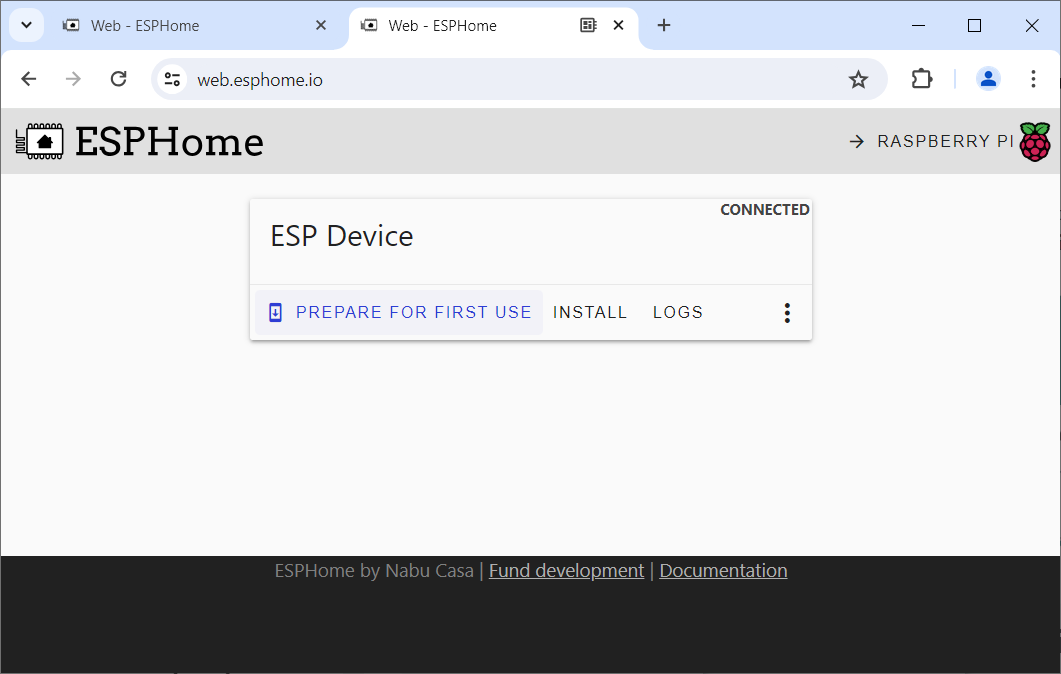 Web - ESPHome
Web - ESPHome
web.esphome.io
ESPHome
RASPBERRY PI
CONNECTED
ESP Device
PREPARE FOR FIRST USE INSTALL LOGS
ESPHome by Nabu Casa | Fund development | Documentation